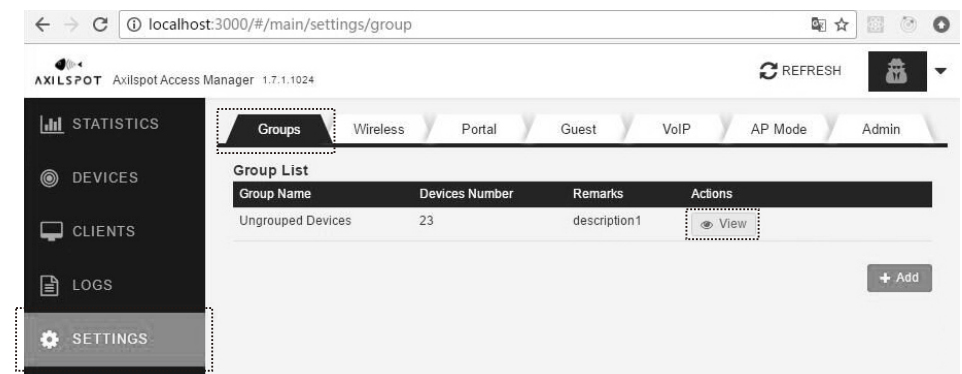 localhost:3000/#/main/settings/group
AXILSPOT Axilspot Access Manager 1.7.1.1024
REFRESH
STATISTICS
DEVICES
CLIENTS
LOGS
SETTINGS
Groups Wireless Portal Guest VoIP AP Mode Admin
Group List
Group Name Devices Number Remarks Actions
Ungrouped Devices 23 description1 View
+ Add